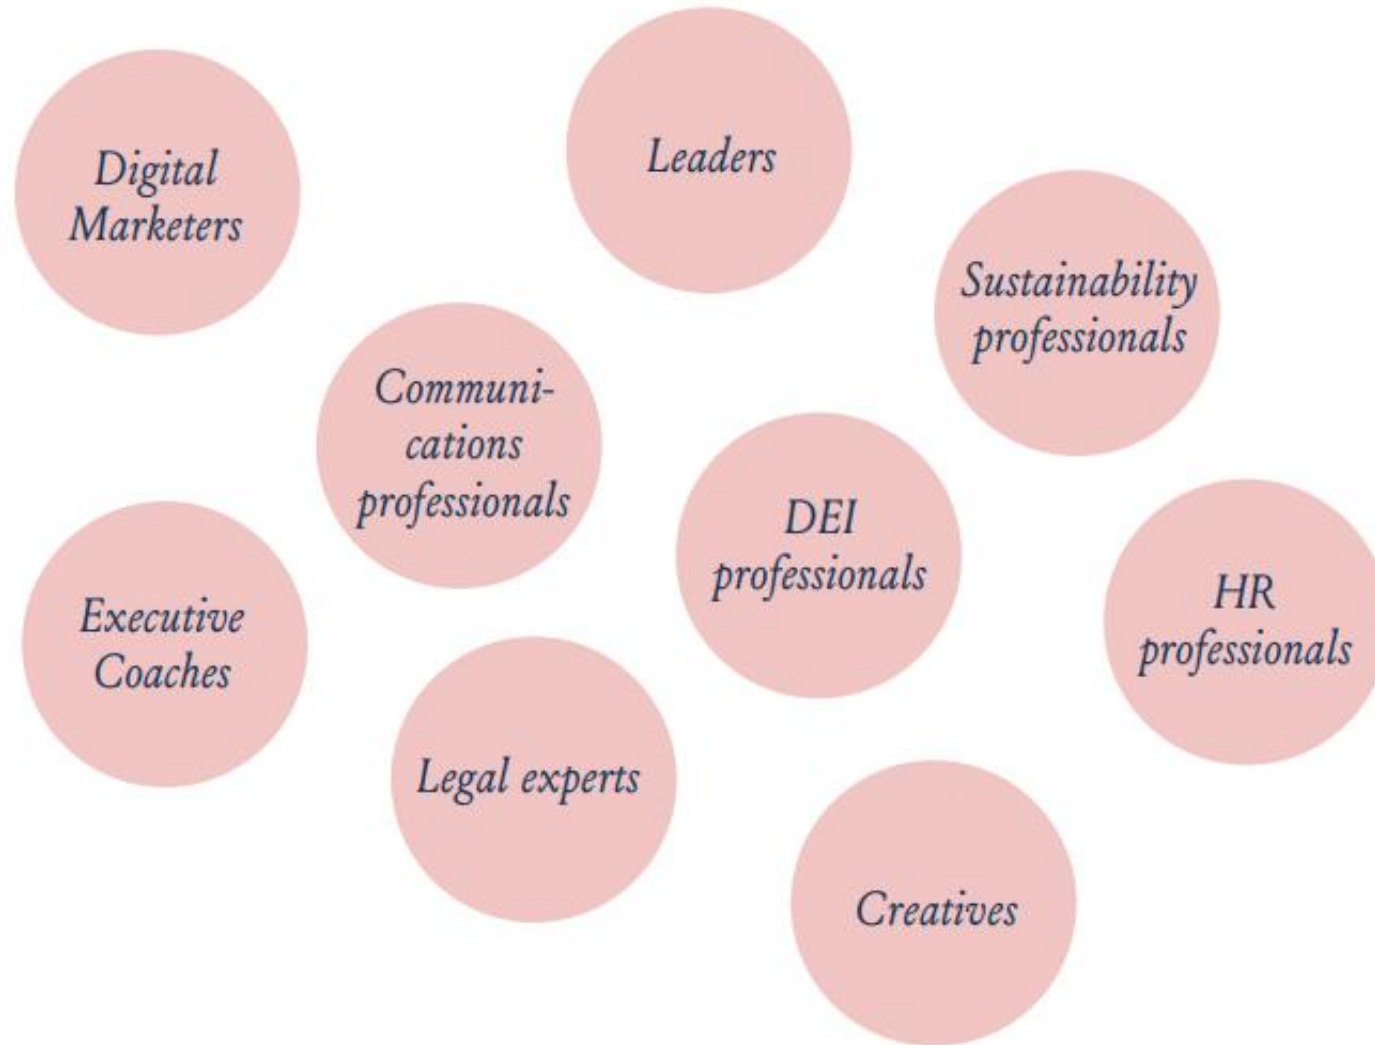 Digital
Marketers
Leaders
Sustainability
professionals
Communi-
cations
professionals
DEI
professionals
HR
professionals
Executive
Coaches
Legal experts
Creatives